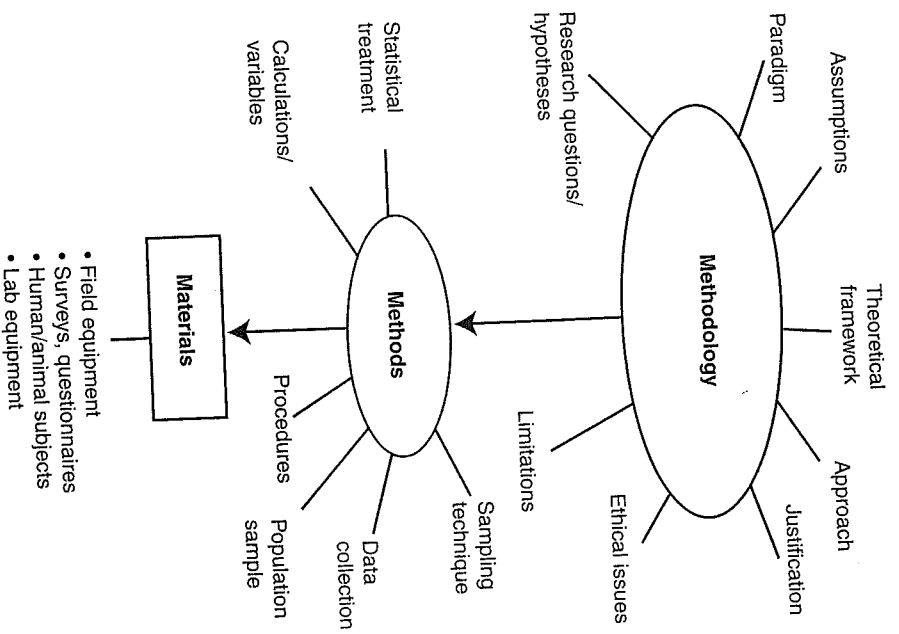 Theoretical
framework
Assumptions
Approach
Paradigm
Justification
Methodology
Research questions/
hypotheses
Limitations
Ethical issues
Statistical
treatment
Sampling
technique
Methods
Calculations/
variables
Data
collection
Procedures
Population
sample
Materials
• Field equipment
• Surveys, questionnaires
• Human/animal subjects
• Lab equipment